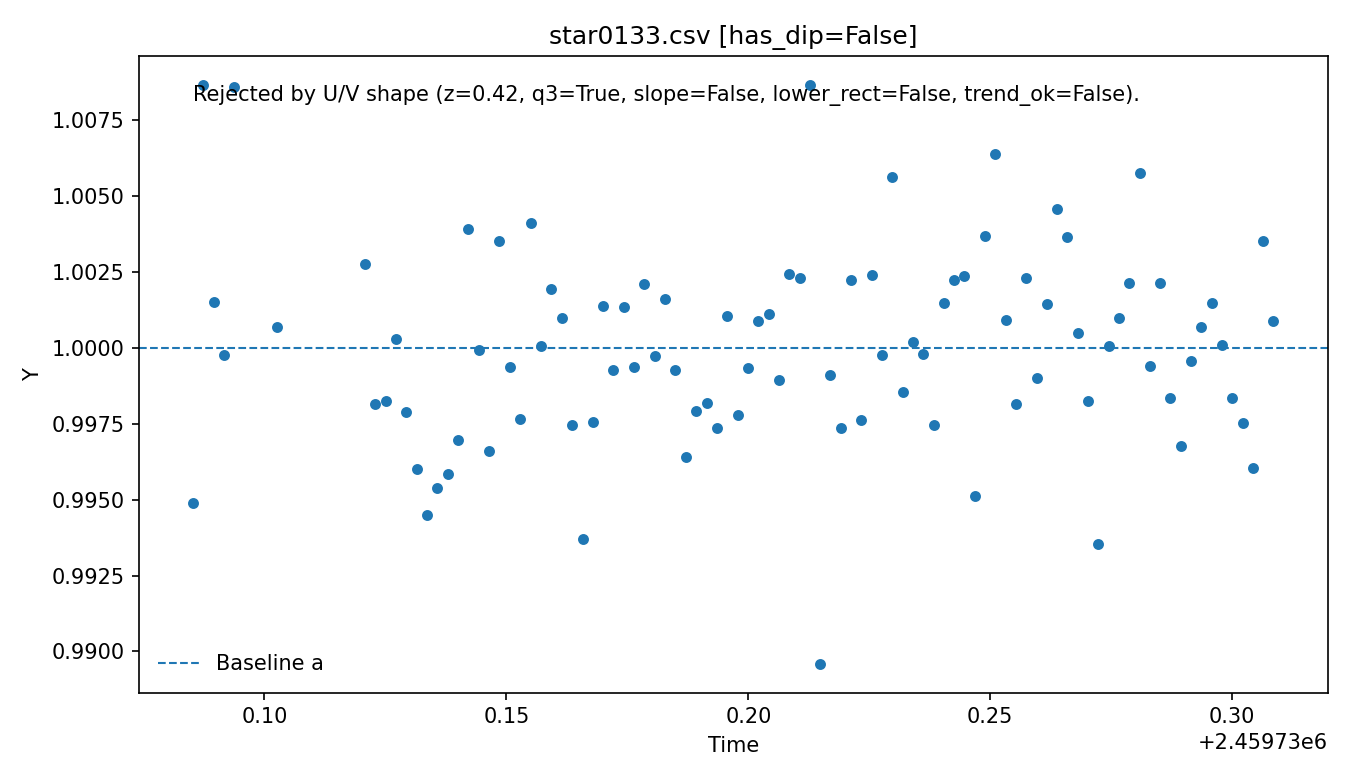 star0133.csv [has_dip=False]
Rejected by U/V shape (z=0.42, q3=True, slope=False, lower_rect=False, trend_ok=False).
1.0075
1.0050
1.0025
1.0000
0.9975
0.9950
0.9925
0.9900
Y
Baseline a
0.10 0.15 0.20 0.25 0.30
Time
+2.45973e6